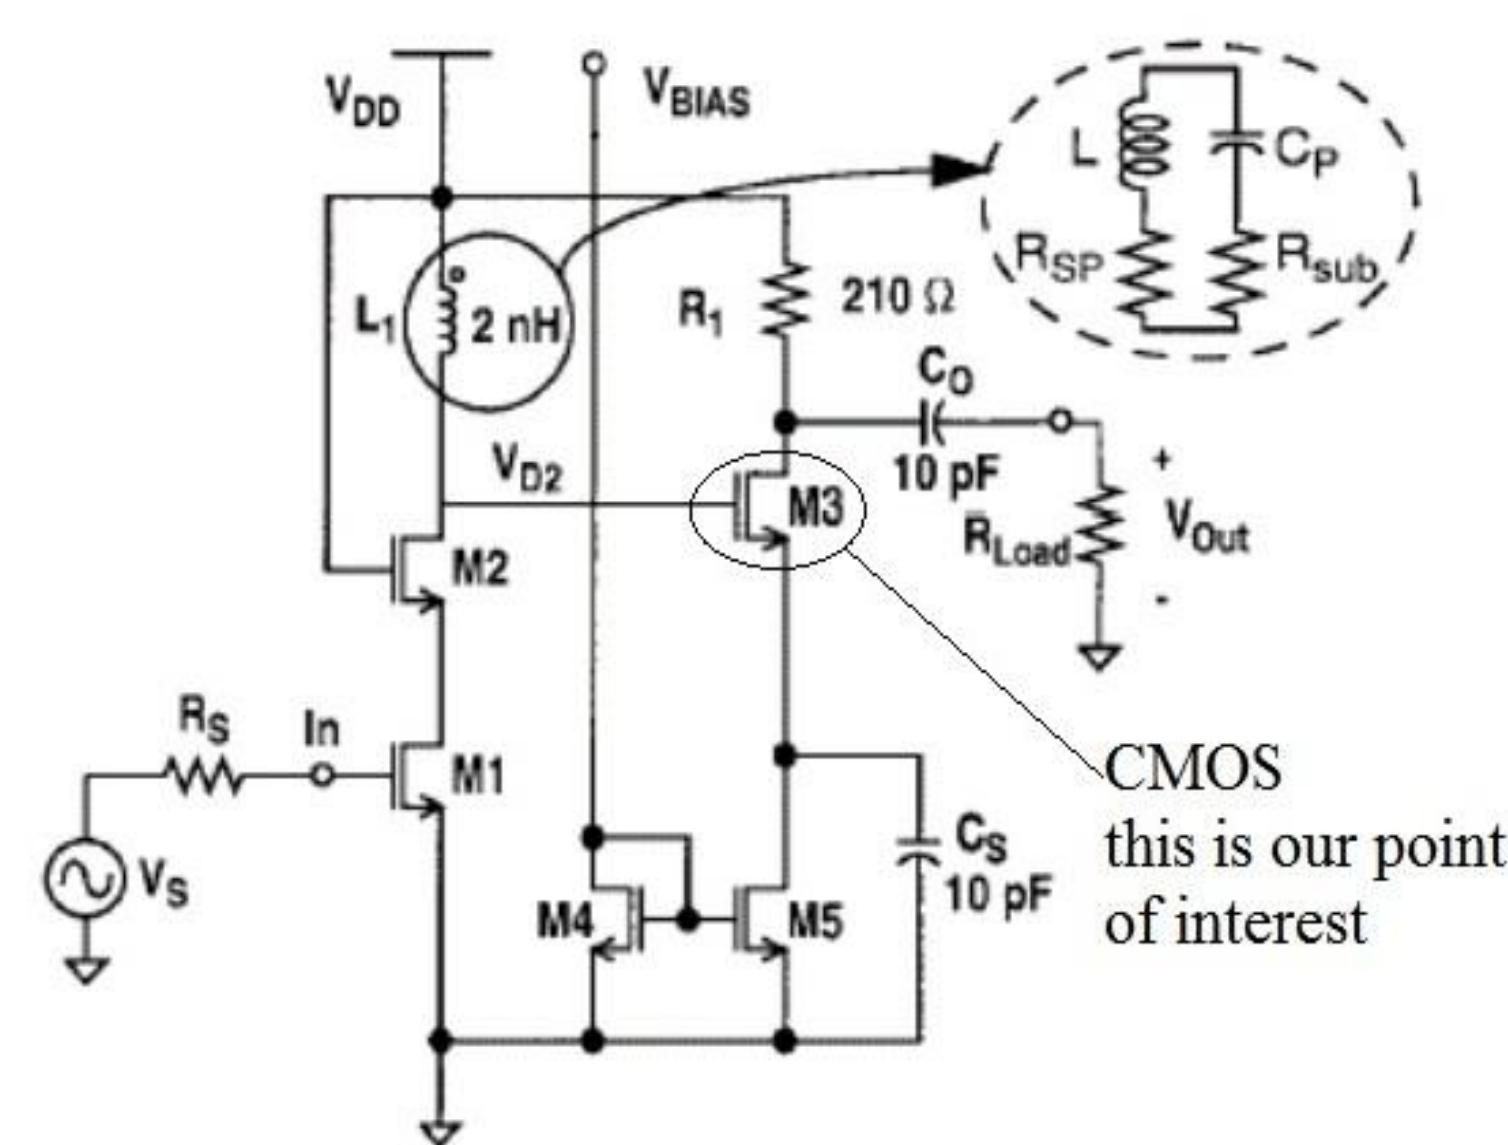 VDD
VBIAS
L
CP
RSP
Rsub
L1
2 nH
R1
210 Ω
CO
10 pF
VD2
M3
+
RLoad
VOut
-
M2
RS
In
M1
VS
CMOS
this is our point
of interest
CS
10 pF
M4
M5